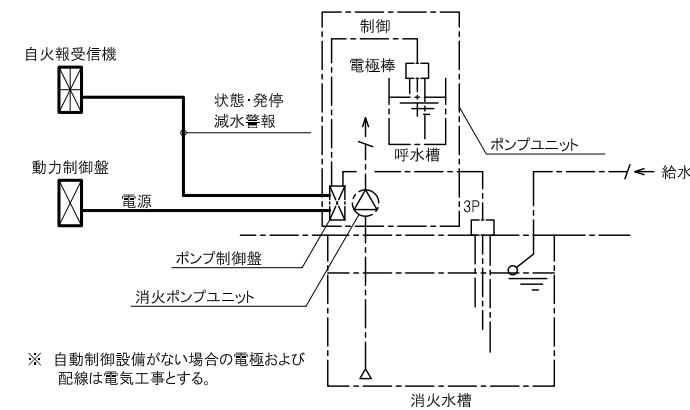 制御
自火報受信機
電極棒
状態・発停
減水警報
ポンプユニット
呼水槽
動力制御盤
給水
電源
3P
ポンプ制御盤
消火ポンプユニット
※ 自動制御設備がない場合の電極および
配線は電気工事とする。
消火水槽